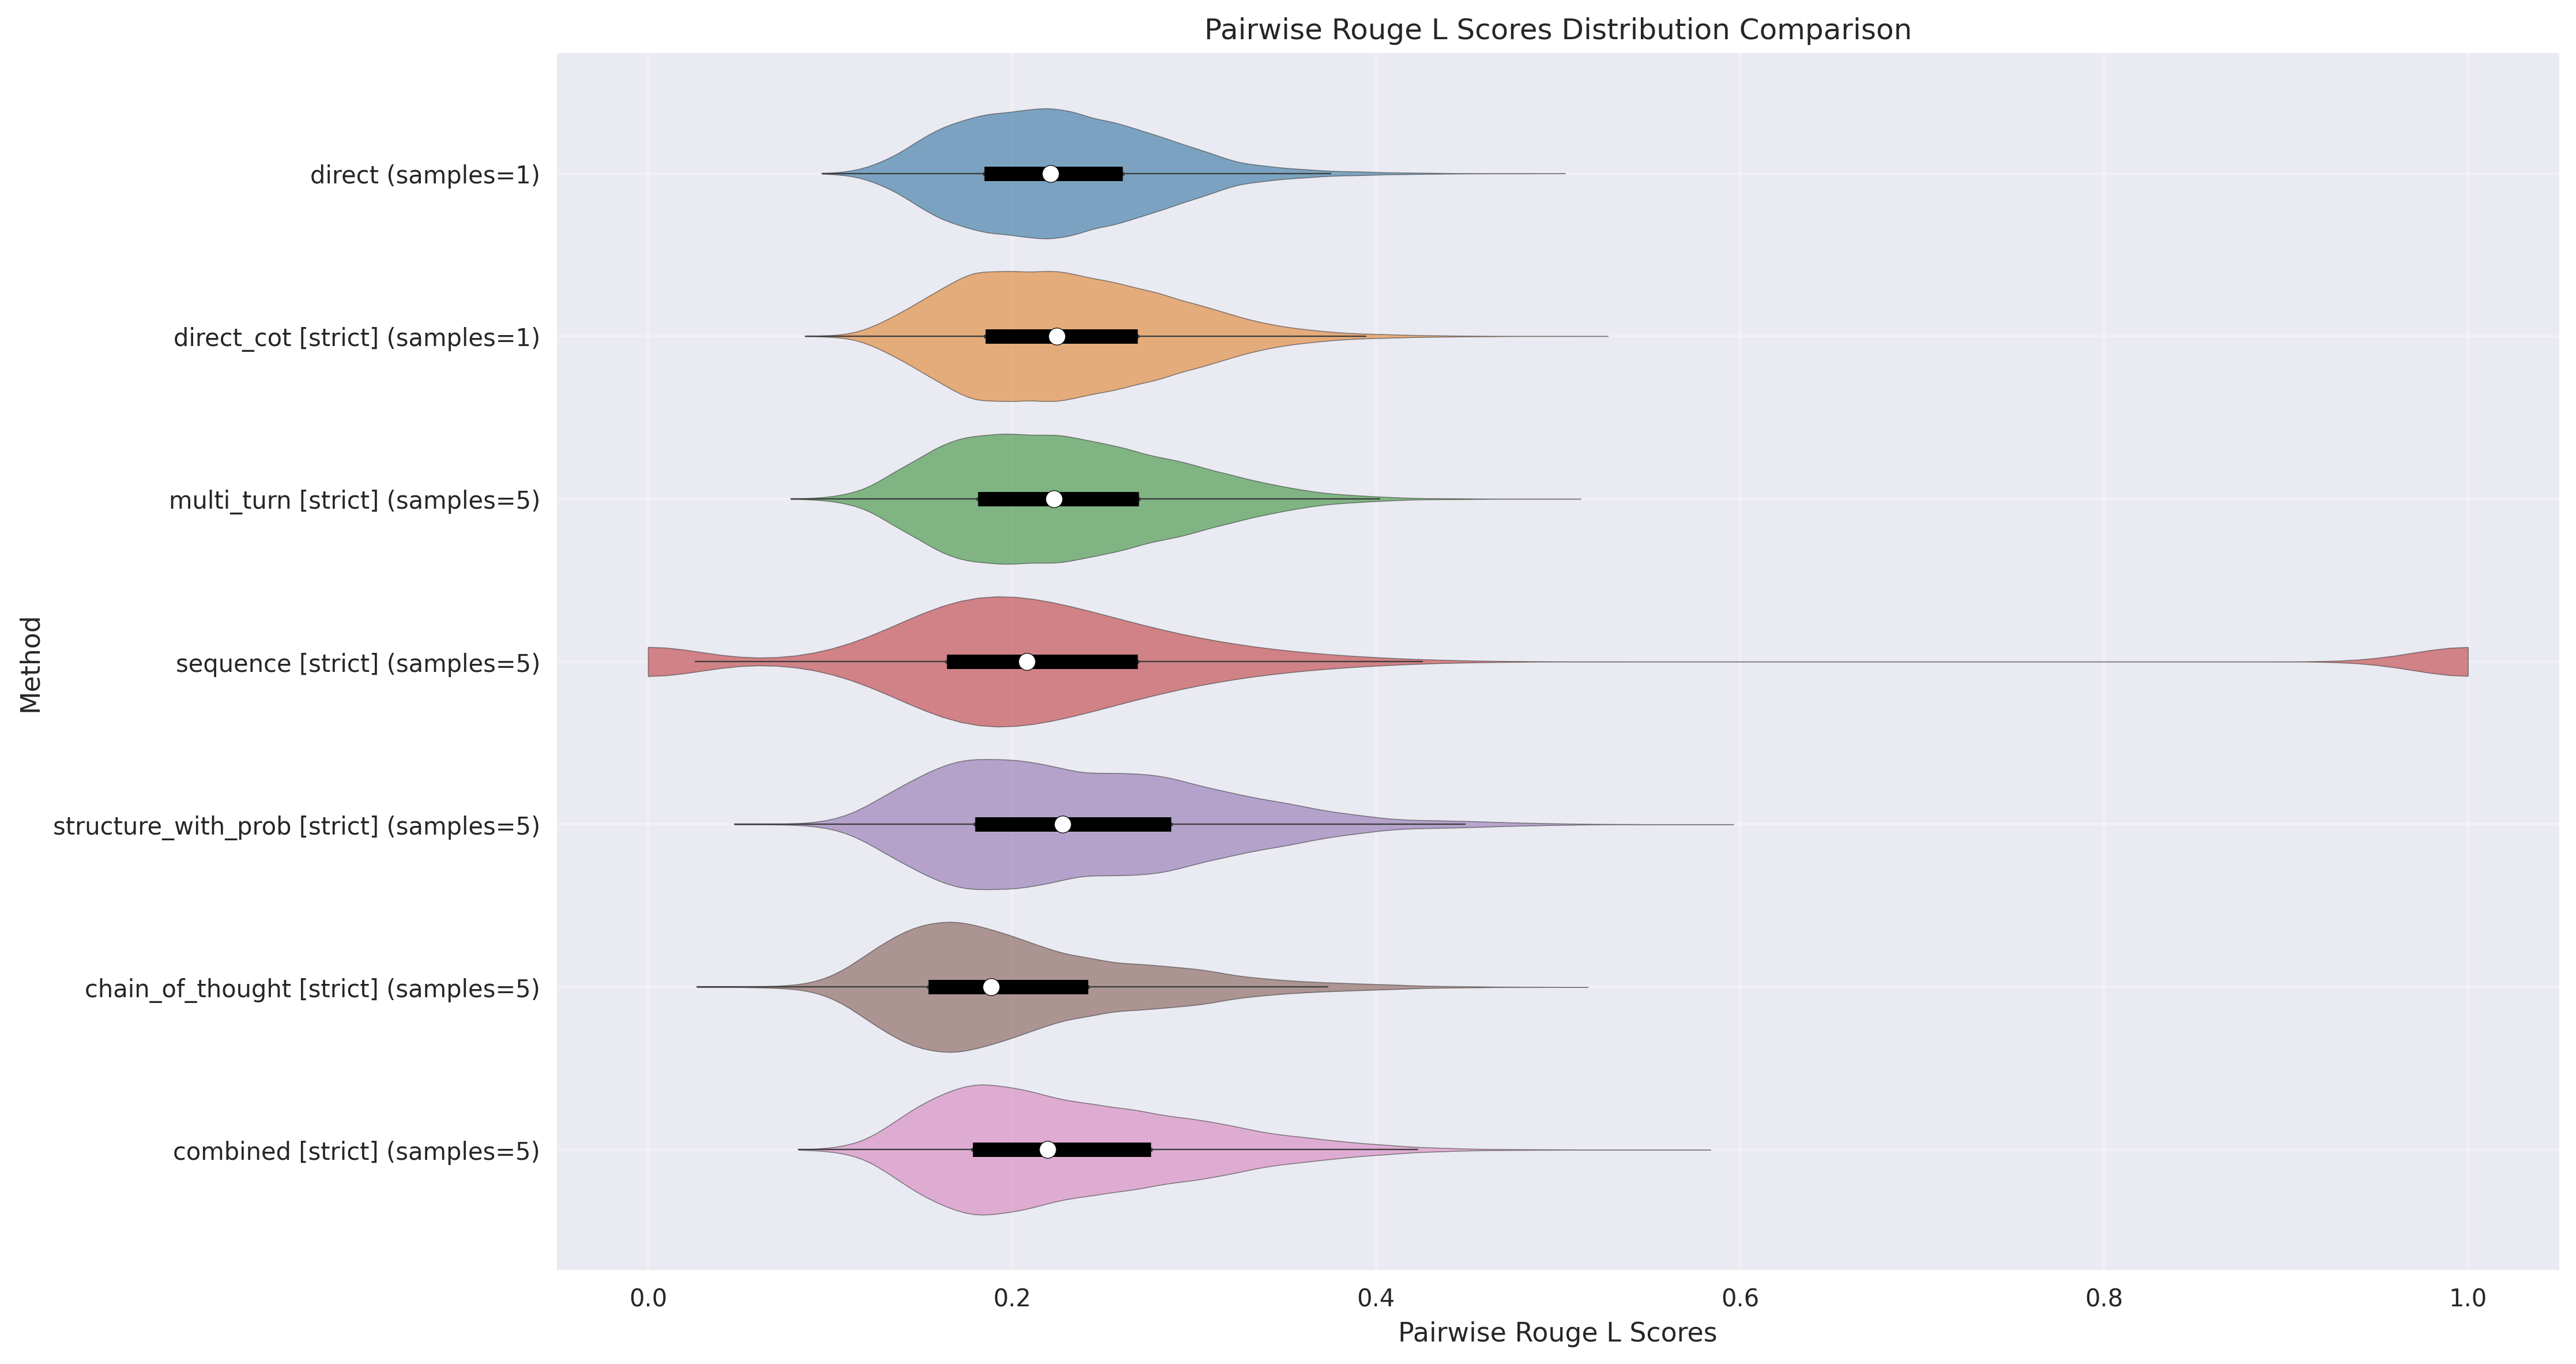 Pairwise Rouge L Scores Distribution Comparison
Method
direct (samples=1)
direct_cot [strict] (samples=1)
multi_turn [strict] (samples=5)
sequence [strict] (samples=5)
structure_with_prob [strict] (samples=5)
chain_of_thought [strict] (samples=5)
combined [strict] (samples=5)
0.0 0.2 0.4 0.6 0.8 1.0
Pairwise Rouge L Scores